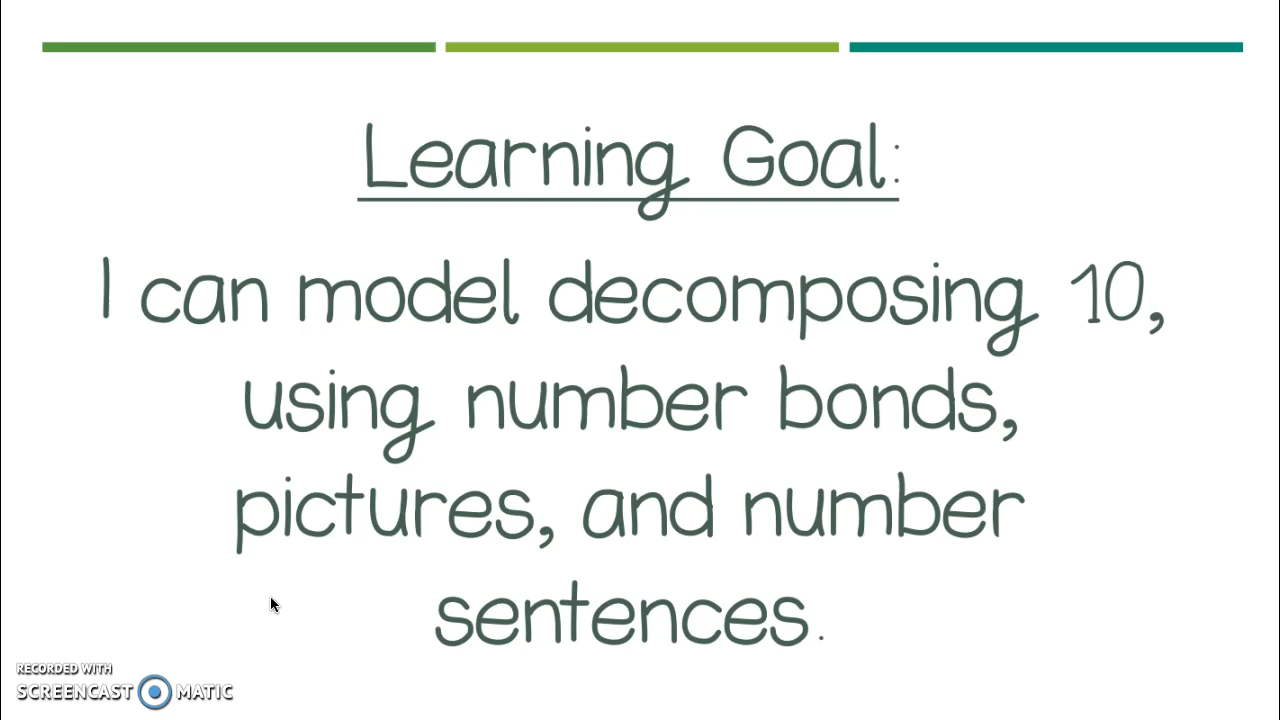 Learning Goal:
I can model decomposing 10,
using number bonds,
pictures, and number
sentences.
RECORDED WITH
SCREENCAST MATIC